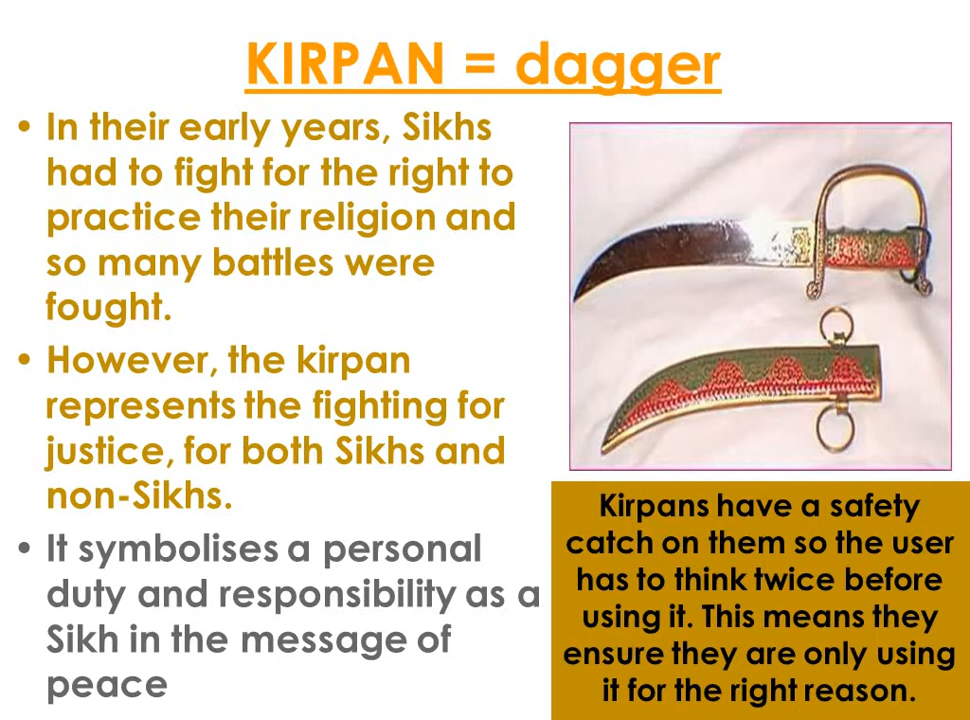 KIRPAN = dagger
• In their early years, Sikhs
had to fight for the right to
practice their religion and
so many battles were
fought.
• However, the kirpan
represents the fighting for
justice, for both Sikhs and
non-Sikhs.
• It symbolises a personal
duty and responsibility as a
Sikh in the message of
peace
Kirpans have a safety
catch on them so the user
has to think twice before
using it. This means they
ensure they are only using
it for the right reason.